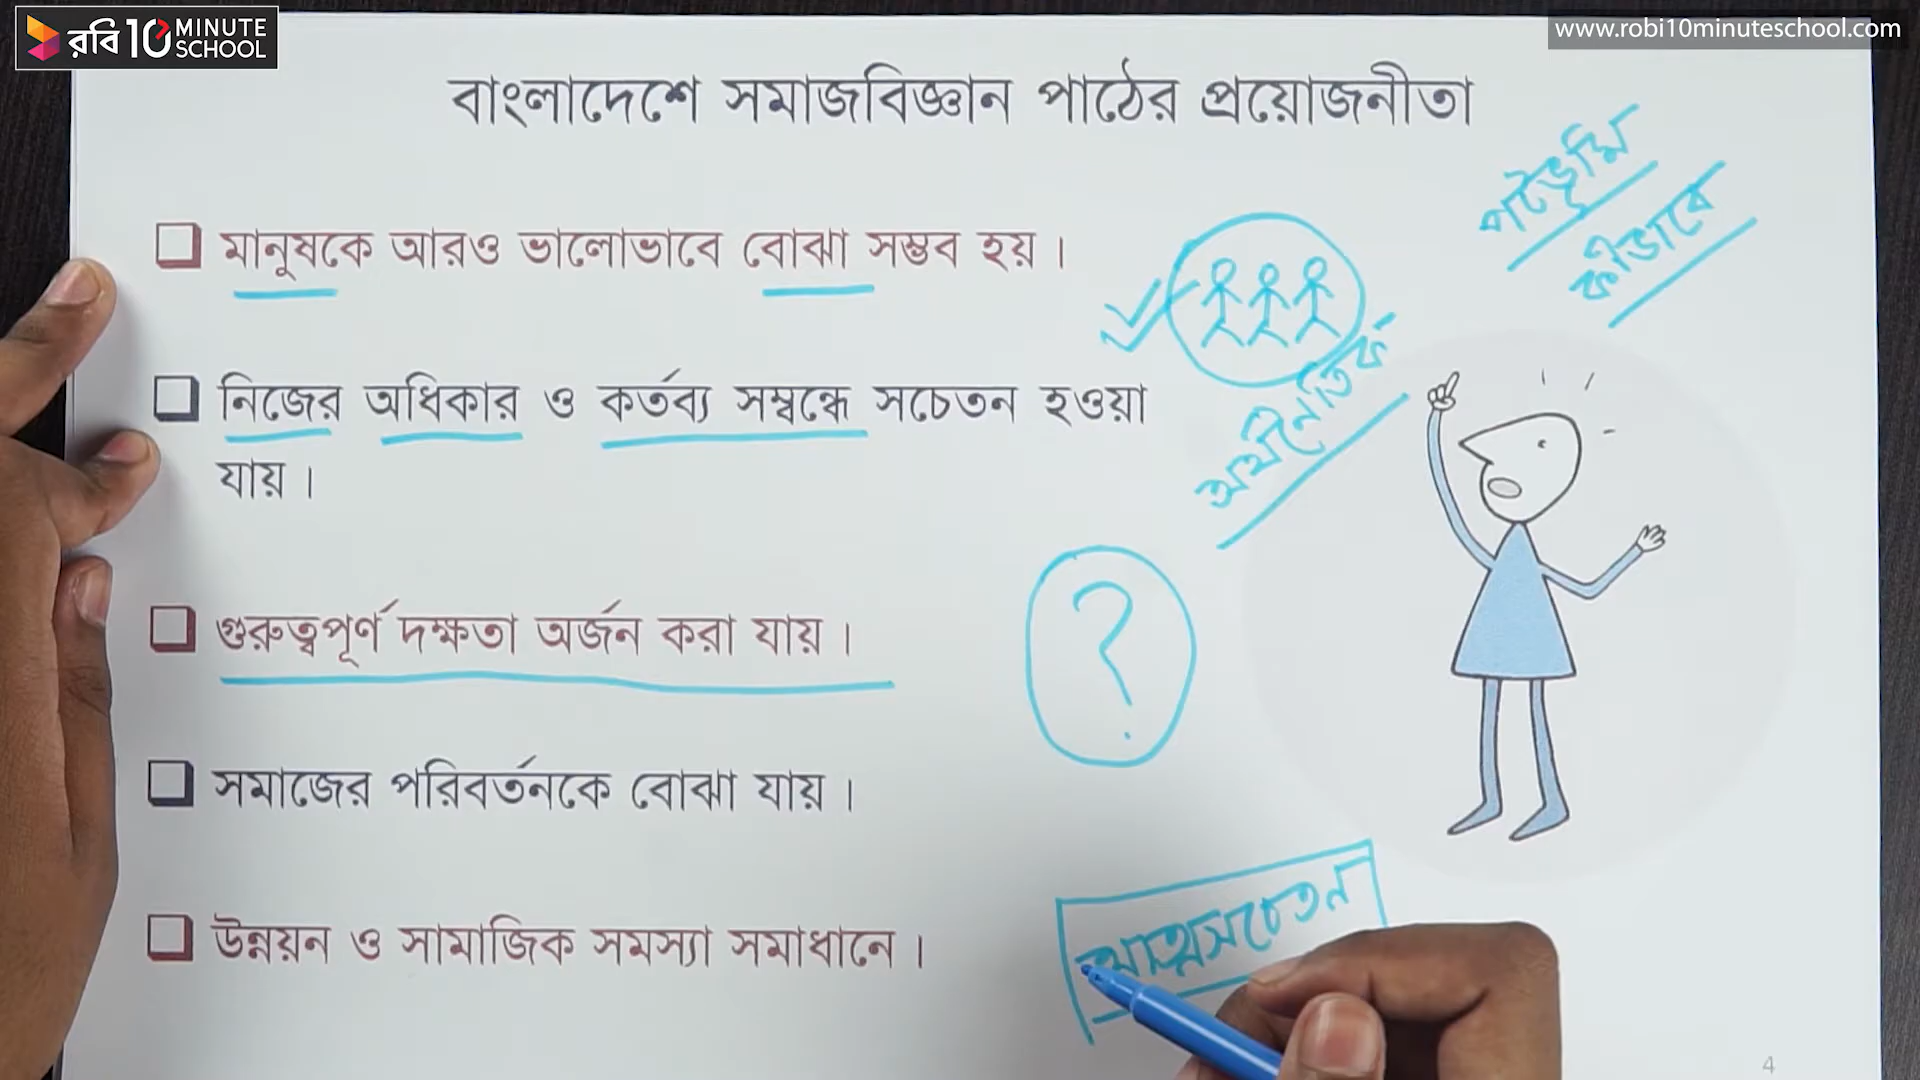 রবি 10 MINUTE SCHOOL
www.robi10minuteschool.com
বাংলাদেশে সমাজবিজ্ঞান পাঠের প্রয়োজনীতা
মানুষকে আরও ভালোভাবে বোঝা সম্ভব হয়।
নিজের অধিকার ও কর্তব্য সম্বন্ধে সচেতন হওয়া
যায়।
গুরুত্বপূর্ণ দক্ষতা অর্জন করা যায়।
সমাজের পরিবর্তনকে বোঝা যায়।
উন্নয়ন ও সামাজিক সমস্যা সমাধানে।
পটভূমি
কীভাবে
অর্থনৈতিক
?
আত্মসচেতন
4